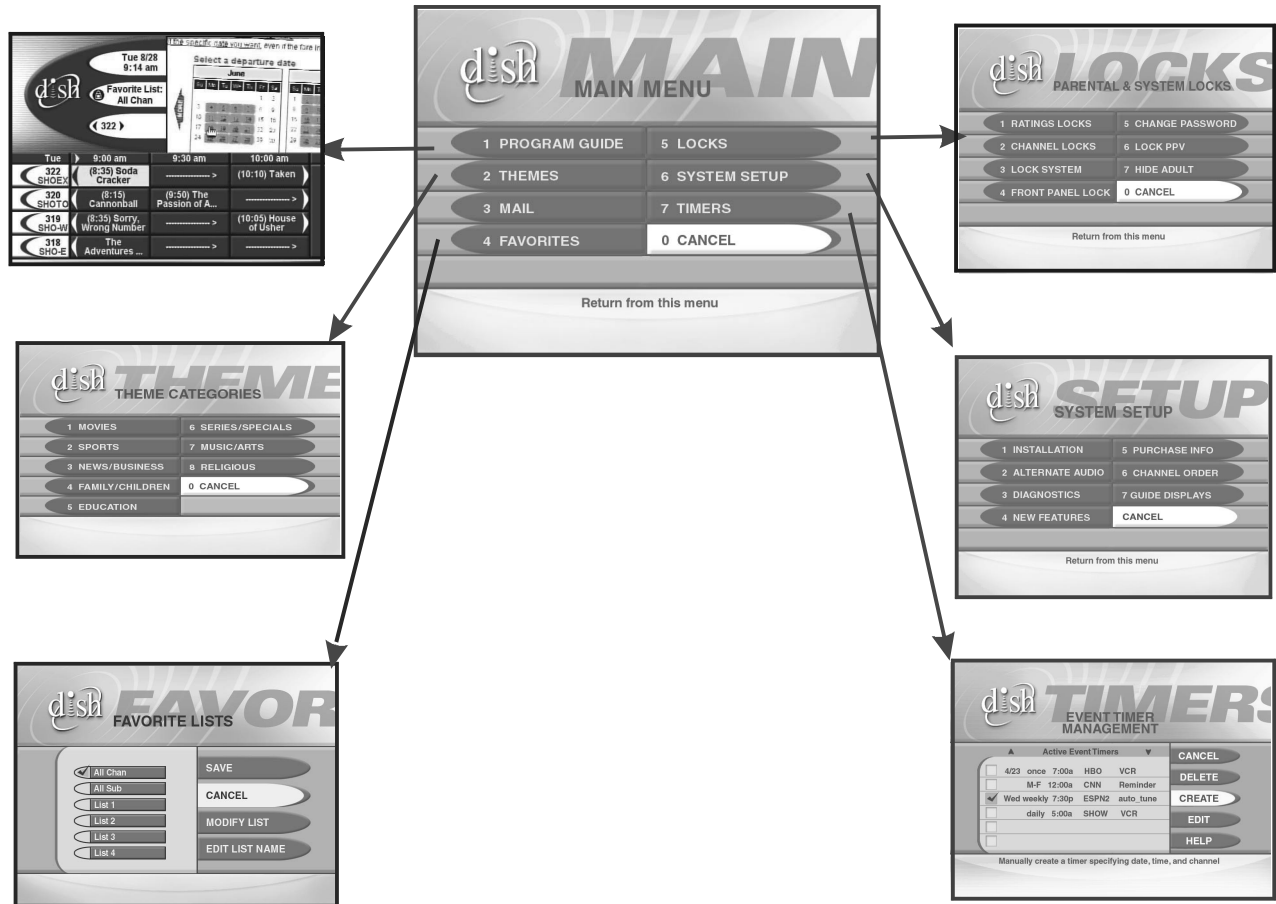 Tue 8/28
9:14 am
dish
Favorite List:
All Chan
322
the specific date you want, even if the fare
Select a departure date
June
Tue 9:00 am 9:30 am 10:00 am
322 SHOEX (8:35) Soda Cracker ---------------- > (10:10) Taken
320 SHOTO (8:15) Cannonball (9:50) The Passion of A... ---------------- >
319 SHO-W (8:35) Sorry, Wrong Number ---------------- > (10:05) House of Usher
318 SHO-E The Adventures ... ---------------- > ---------------- >
dish MAIN
MAIN MENU
1 PROGRAM GUIDE 5 LOCKS
2 THEMES 6 SYSTEM SETUP
3 MAIL 7 TIMERS
4 FAVORITES 0 CANCEL
Return from this menu
dish LOCKS
PARENTAL & SYSTEM LOCKS
1 RATINGS LOCKS 5 CHANGE PASSWORD
2 CHANNEL LOCKS 6 LOCK PPV
3 LOCK SYSTEM 7 HIDE ADULT
4 FRONT PANEL LOCK 0 CANCEL
Return from this menu
dish THEME
THEME CATEGORIES
1 MOVIES 6 SERIES/SPECIALS
2 SPORTS 7 MUSIC/ARTS
3 NEWS/BUSINESS 8 RELIGIOUS
4 FAMILY/CHILDREN 0 CANCEL
5 EDUCATION
dish SETUP
SYSTEM SETUP
1 INSTALLATION 5 PURCHASE INFO
2 ALTERNATE AUDIO 6 CHANNEL ORDER
3 DIAGNOSTICS 7 GUIDE DISPLAYS
4 NEW FEATURES CANCEL
Return from this menu
dish FAVOR
FAVORITE LISTS
All Chan
All Sub
List 1
List 2
List 3
List 4
SAVE
CANCEL
MODIFY LIST
EDIT LIST NAME
dish TIMERS
EVENT TIMER
MANAGEMENT
Active Event Timers
4/23 once 7:00a HBO VCR
M-F 12:00a CNN Reminder
Wed weekly 7:30p ESPN2 auto_tune
daily 5:00a SHOW VCR
CANCEL
DELETE
CREATE
EDIT
HELP
Manually create a timer specifying date, time, and channel